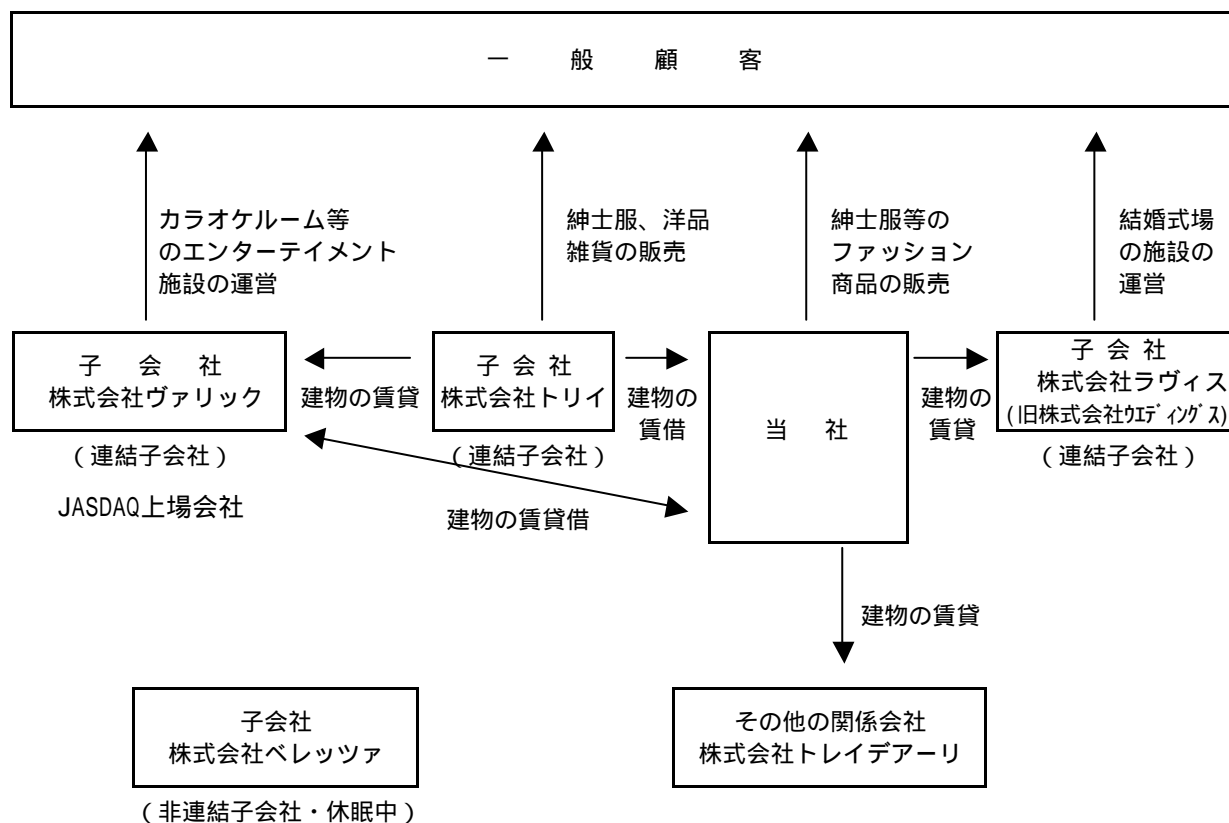 一般顧客
カラオケルーム等
のエンターテイメント
施設の運営
紳士服、洋品
雑貨の販売
紳士服等の
ファッション
商品の販売
結婚式場
の施設の
運営
子会社
株式会社ヴァリック
(連結子会社)
JASDAQ上場会社
建物の賃貸
子会社
株式会社トリイ
(連結子会社)
建物の
賃借
当社
建物の
賃貸
子会社
株式会社ラヴィス
(旧株式会社ウエディングス)
(連結子会社)
建物の賃貸借
建物の賃貸
子会社
株式会社ベレッツァ
(非連結子会社・休眠中)
その他の関係会社
株式会社トレイデアーリ